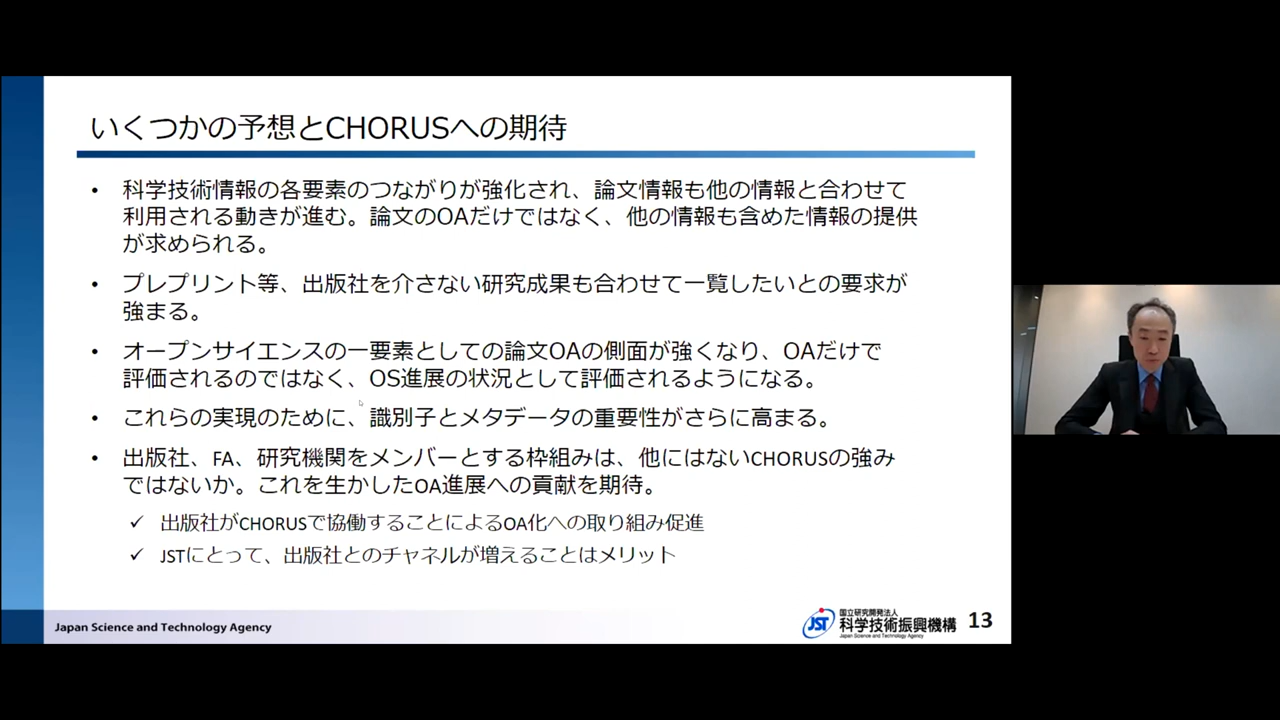 いくつかの予想とCHORUSへの期待
• 科学技術情報の各要素のつながりが強化され、論文情報も他の情報と合わせて
利用される動きが進む。論文のOAだけではなく、他の情報も含めた情報の提供
が求められる。
• プレプリント等、出版社を介さない研究成果も合わせて一覧したいとの要求が
強まる。
• オープンサイエンスの一要素としての論文OAの側面が強くなり、OAだけで
評価されるのではなく、OS進展の状況として評価されるようになる。
• これらの実現のために、識別子とメタデータの重要性がさらに高まる。
• 出版社、FA、研究機関をメンバーとする枠組みは、他にはないCHORUSの強み
ではないか。これを生かしたOA進展への貢献を期待。
✓ 出版社がCHORUSで協働することによるOA化への取り組み促進
✓ JSTにとって、出版社とのチャネルが増えることはメリット
Japan Science and Technology Agency
JST
国立研究開発法人
科学技術振興機構
Japan Science and Technology Agency
13